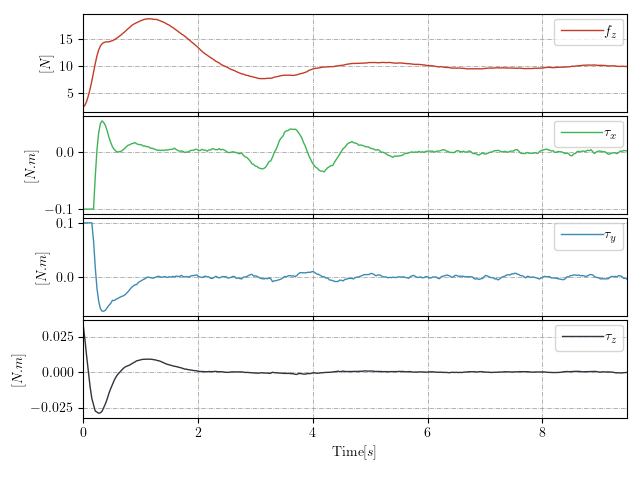 15
10
5
[N]
f_z
0.0
−0.1
[N.m]
τ_x
0.1
0.0
[N.m]
τ_y
0.025
0.000
−0.025
[N.m]
τ_z
0 2 4 6 8
Time[s]